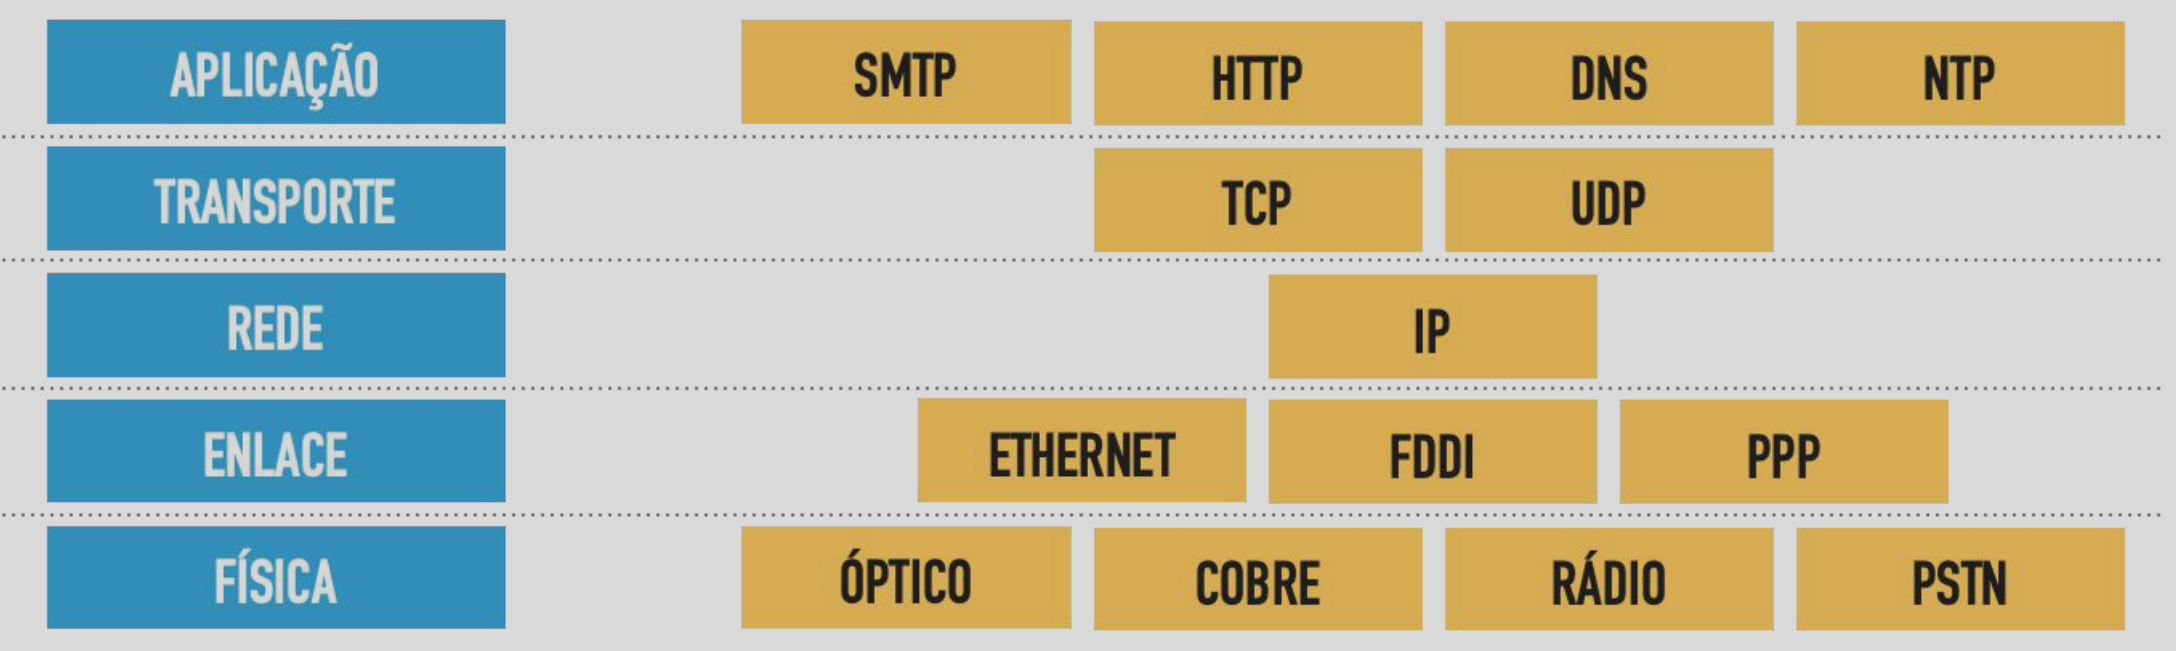 APLICAÇÃO SMTP HTTP DNS NTP
TRANSPORTE TCP UDP
REDE IP
ENLACE ETHERNET FDDI PPP
FÍSICA ÓPTICO COBRE RÁDIO PSTN